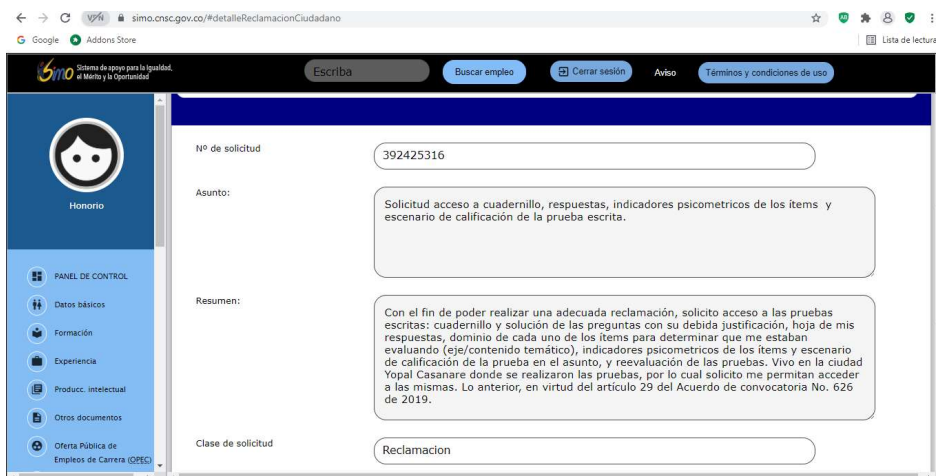 VPN
simo.cnsc.gov.co/#detalleReclamacionCiudadano
Google
Addons Store
Lista de lectura
Simo Sistema de apoyo para la Igualdad,
el Mérito y la Oportunidad
Escriba
Buscar empleo
Cerrar sesión
Aviso
Términos y condiciones de uso
Honorio
PANEL DE CONTROL
Datos básicos
Formación
Experiencia
Producc. intelectual
Otros documentos
Oferta Pública de
Empleos de Carrera (OPEC)
Nº de solicitud
392425316
Asunto:
Solicitud acceso a cuadernillo, respuestas, indicadores psicometricos de los ítems y
escenario de calificación de la prueba escrita.
Resumen:
Con el fin de poder realizar una adecuada reclamación, solicito acceso a las pruebas
escritas: cuadernillo y solución de las preguntas con su debida justificación, hoja de mis
respuestas, dominio de cada uno de los ítems para determinar que me estaban
evaluando (eje/contenido temático), indicadores psicometricos de los ítems y escenario
de calificación de la prueba en el asunto, y reevaluación de las pruebas. Vivo en la ciudad
Yopal Casanare donde se realizaron las pruebas, por lo cual solicito me permitan acceder
a las mismas. Lo anterior, en virtud del artículo 29 del Acuerdo de convocatoria No. 626
de 2019.
Clase de solicitud
Reclamacion